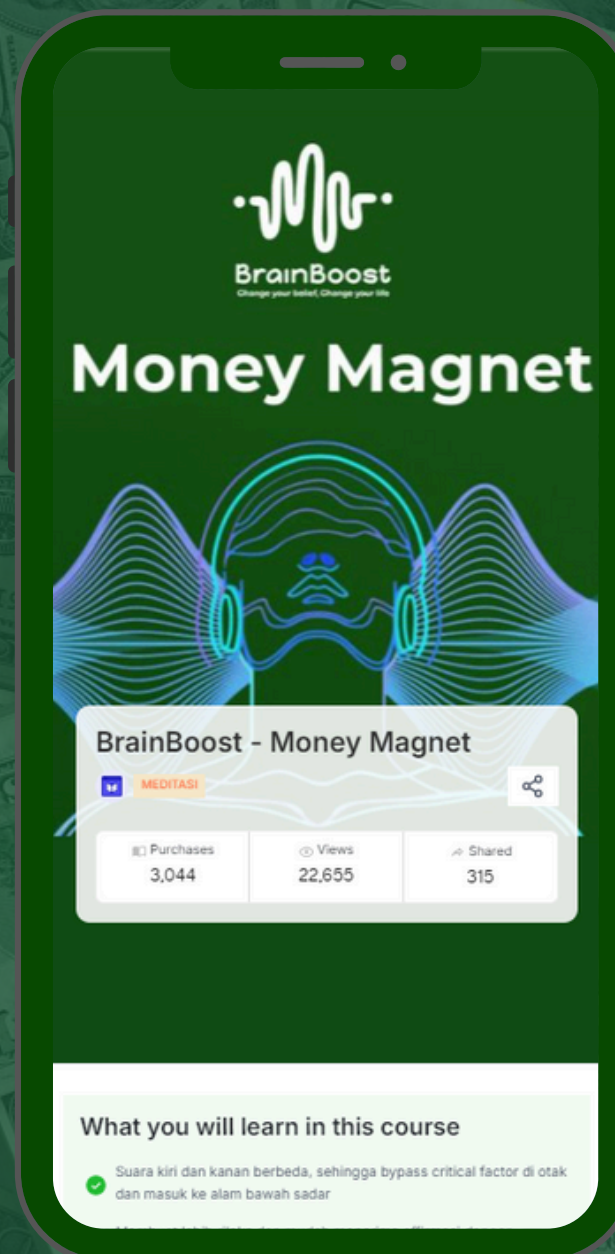 BrainBoost
Change your belief, Change your life
Money Magnet
BrainBoost - Money Magnet
MEDITASI
Purchases
3,044
Views
22,655
Shared
315
What you will learn in this course
Suara kiri dan kanan berbeda, sehingga bypass critical factor di otak
dan masuk ke alam bawah sadar